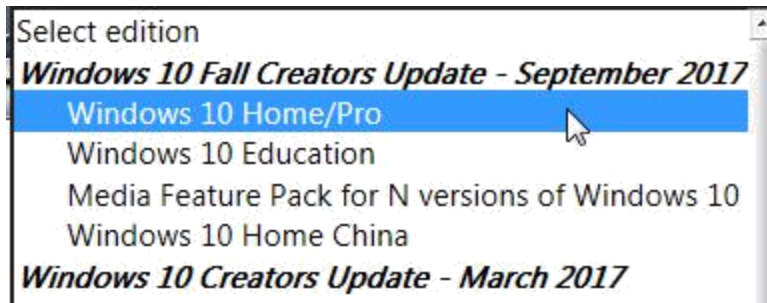 Select edition
Windows 10 Fall Creators Update - September 2017
Windows 10 Home/Pro
Windows 10 Education
Media Feature Pack for N versions of Windows 10
Windows 10 Home China
Windows 10 Creators Update - March 2017